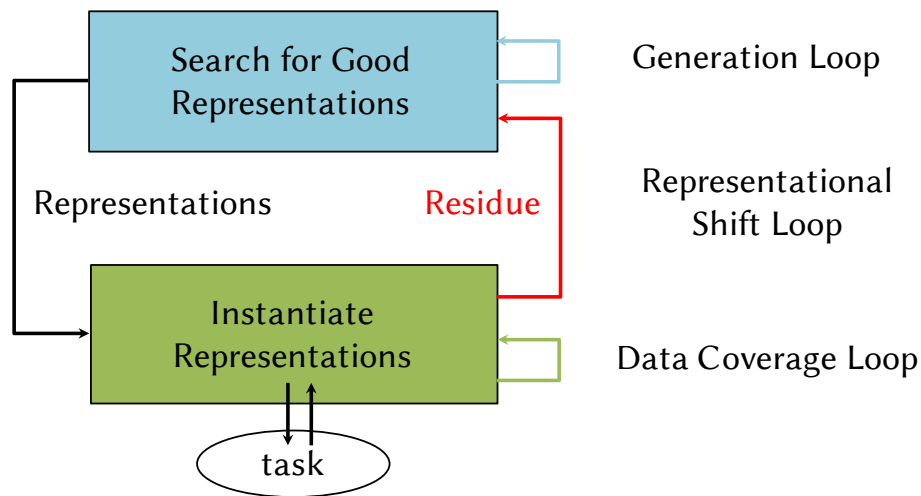 Search for Good
Representations
Generation Loop
Representations
Residue
Representational
Shift Loop
Instantiate
Representations
Data Coverage Loop
task